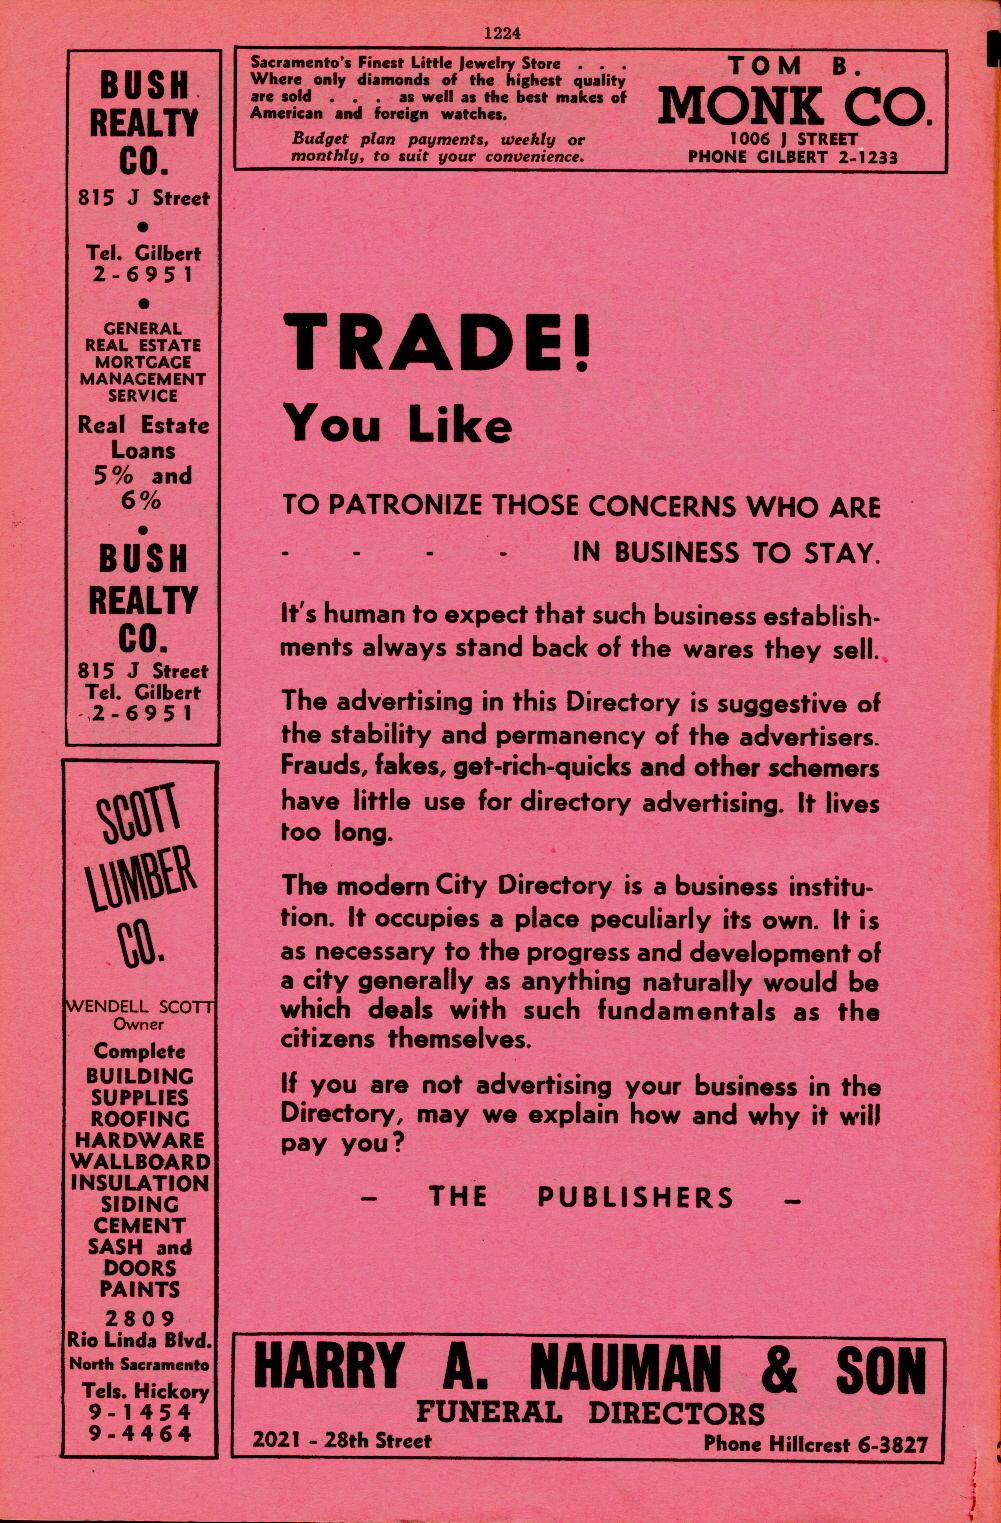 1224
BUSH
REALTY
CO.
815 J Street
•
Tel. Gilbert
2-6951
•
GENERAL
REAL ESTATE
MORTGAGE
MANAGEMENT
SERVICE
Real Estate
Loans
5% and
6%
•
BUSH
REALTY
CO.
815 J Street
Tel. Gilbert
2-6951
SCOTT
LUMBER
CO.
WENDELL SCOTT
Owner
Complete
BUILDING
SUPPLIES
ROOFING
HARDWARE
WALLBOARD
INSULATION
SIDING
CEMENT
SASH and
DOORS
PAINTS
2809
Rio Linda Blvd.
North Sacramento
Tels. Hickory
9-1454
9-4464
Sacramento's Finest Little Jewelry Store . . .
Where only diamonds of the highest quality
are sold . . . as well as the best makes of
American and foreign watches.
Budget plan payments, weekly or
monthly, to suit your convenience.
TOM B.
MONK CO.
1006 J STREET
PHONE GILBERT 2-1233
TRADE!
You Like
TO PATRONIZE THOSE CONCERNS WHO ARE
- - - - IN BUSINESS TO STAY.
It's human to expect that such business establish-
ments always stand back of the wares they sell.
The advertising in this Directory is suggestive of
the stability and permanency of the advertisers.
Frauds, fakes, get-rich-quicks and other schemers
have little use for directory advertising. It lives
too long.
The modern City Directory is a business institu-
tion. It occupies a place peculiarly its own. It is
as necessary to the progress and development of
a city generally as anything naturally would be
which deals with such fundamentals as the
citizens themselves.
If you are not advertising your business in the
Directory, may we explain how and why it will
pay you?
- THE PUBLISHERS -
HARRY A. NAUMAN & SON
FUNERAL DIRECTORS
2021 - 28th Street
Phone Hillcrest 6-3827